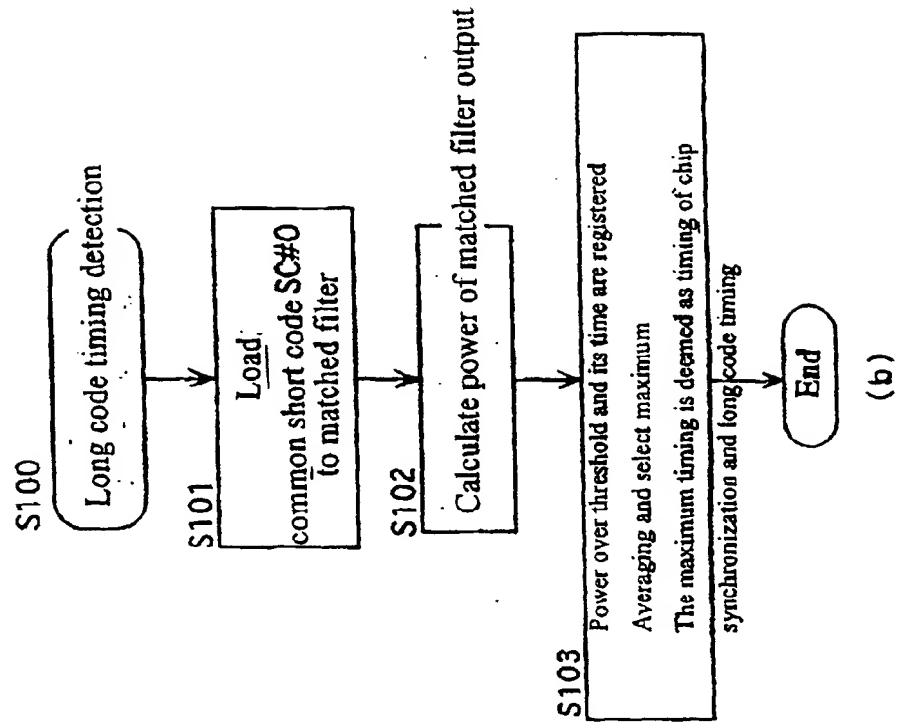 S100
Long code timing detection
S101
Load
common short code SC#0
to matched filter
S102
Calculate power of matched filter output
S103
Power over threshold and its time are registered
Averaging and select maximum
The maximum timing is deemed as timing of chip
synchronization and long code timing
End
(b)